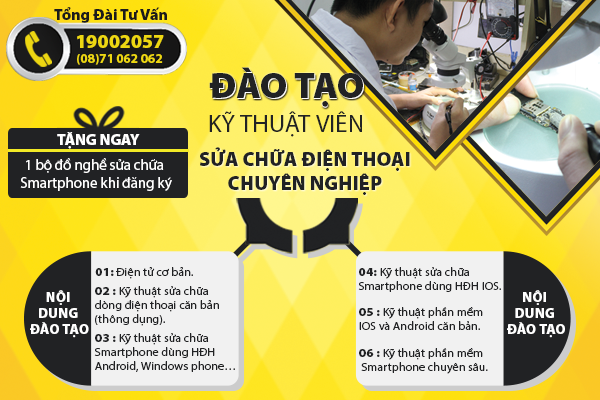 Tổng Đài Tư Vấn
19002057
(08)71 062 062
ĐÀO TẠO
KỸ THUẬT VIÊN
SỬA CHỮA ĐIỆN THOẠI
CHUYÊN NGHIỆP
TẶNG NGAY
1 bộ đồ nghề sửa chữa
Smartphone khi đăng ký
NỘI
DUNG
ĐÀO TẠO
01: Điện tử cơ bản.
02 : Kỹ thuật sửa chữa
dòng điện thoại căn bản
(thông dụng).
03 : Kỹ thuật sửa chữa
Smartphone dùng HĐH
Android, Windows phone…
04: Kỹ thuật sửa chữa
Smartphone dùng HĐH IOS.
05 : Kỹ thuật phần mềm
IOS và Android căn bản.
06 : Kỹ thuật phần mềm
Smartphone chuyên sâu.
NỘI
DUNG
ĐÀO TẠO